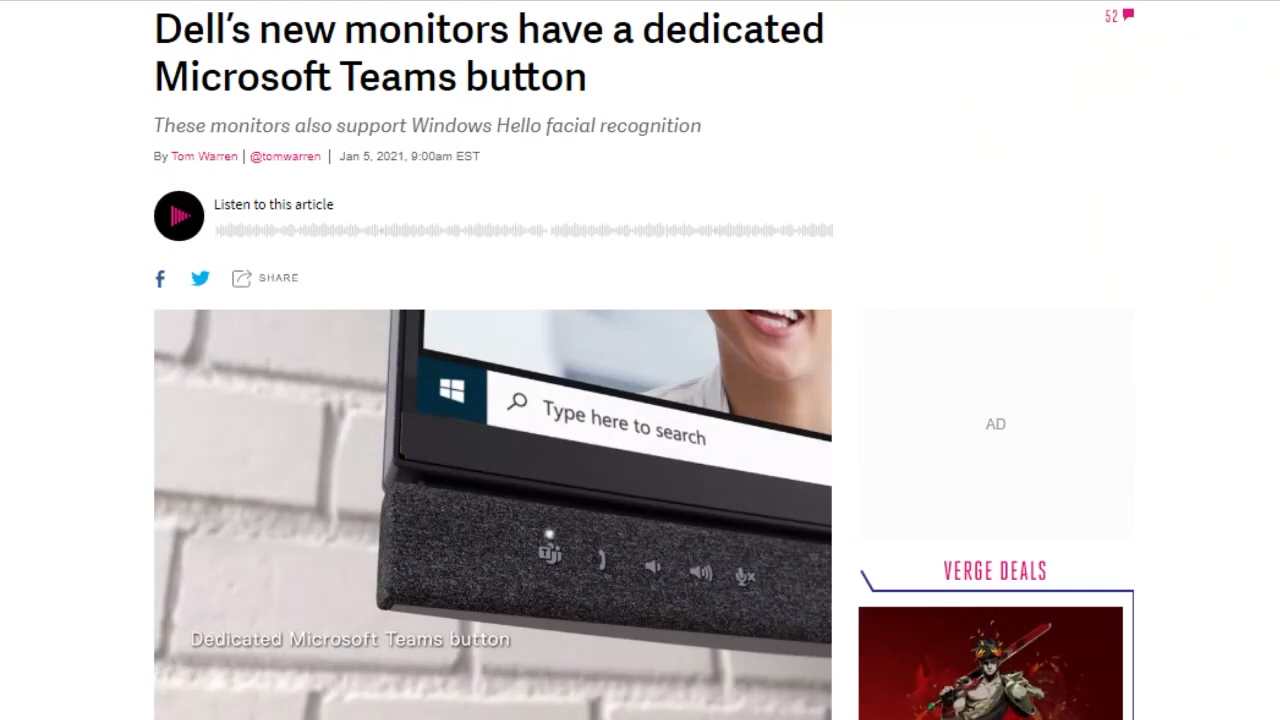 Dell's new monitors have a dedicated
Microsoft Teams button
52
These monitors also support Windows Hello facial recognition
By Tom Warren | @tomwarren | Jan 5, 2021, 9:00am EST
Listen to this article
SHARE
Type here to search
Dedicated Microsoft Teams button
AD
VERGE DEALS